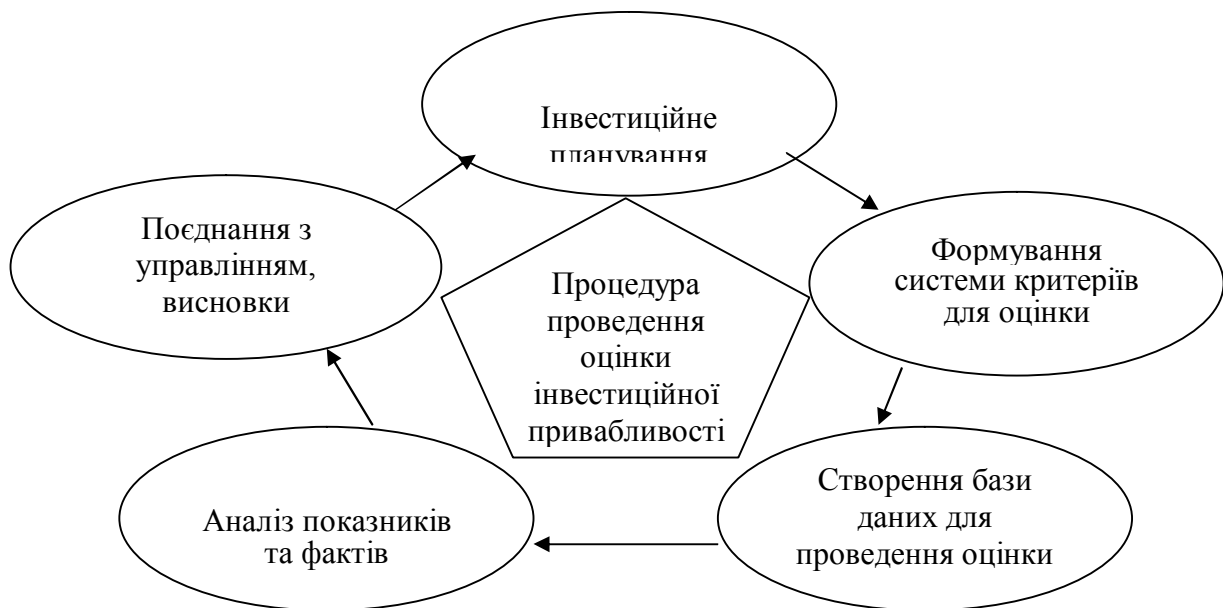 Інвестиційне
планування
Формування
системи критеріїв
для оцінки
Створення бази
даних для
проведення оцінки
Аналіз показників
та фактів
Поєднання з
управлінням,
висновки
Процедура
проведення
оцінки
інвестиційної
привабливості